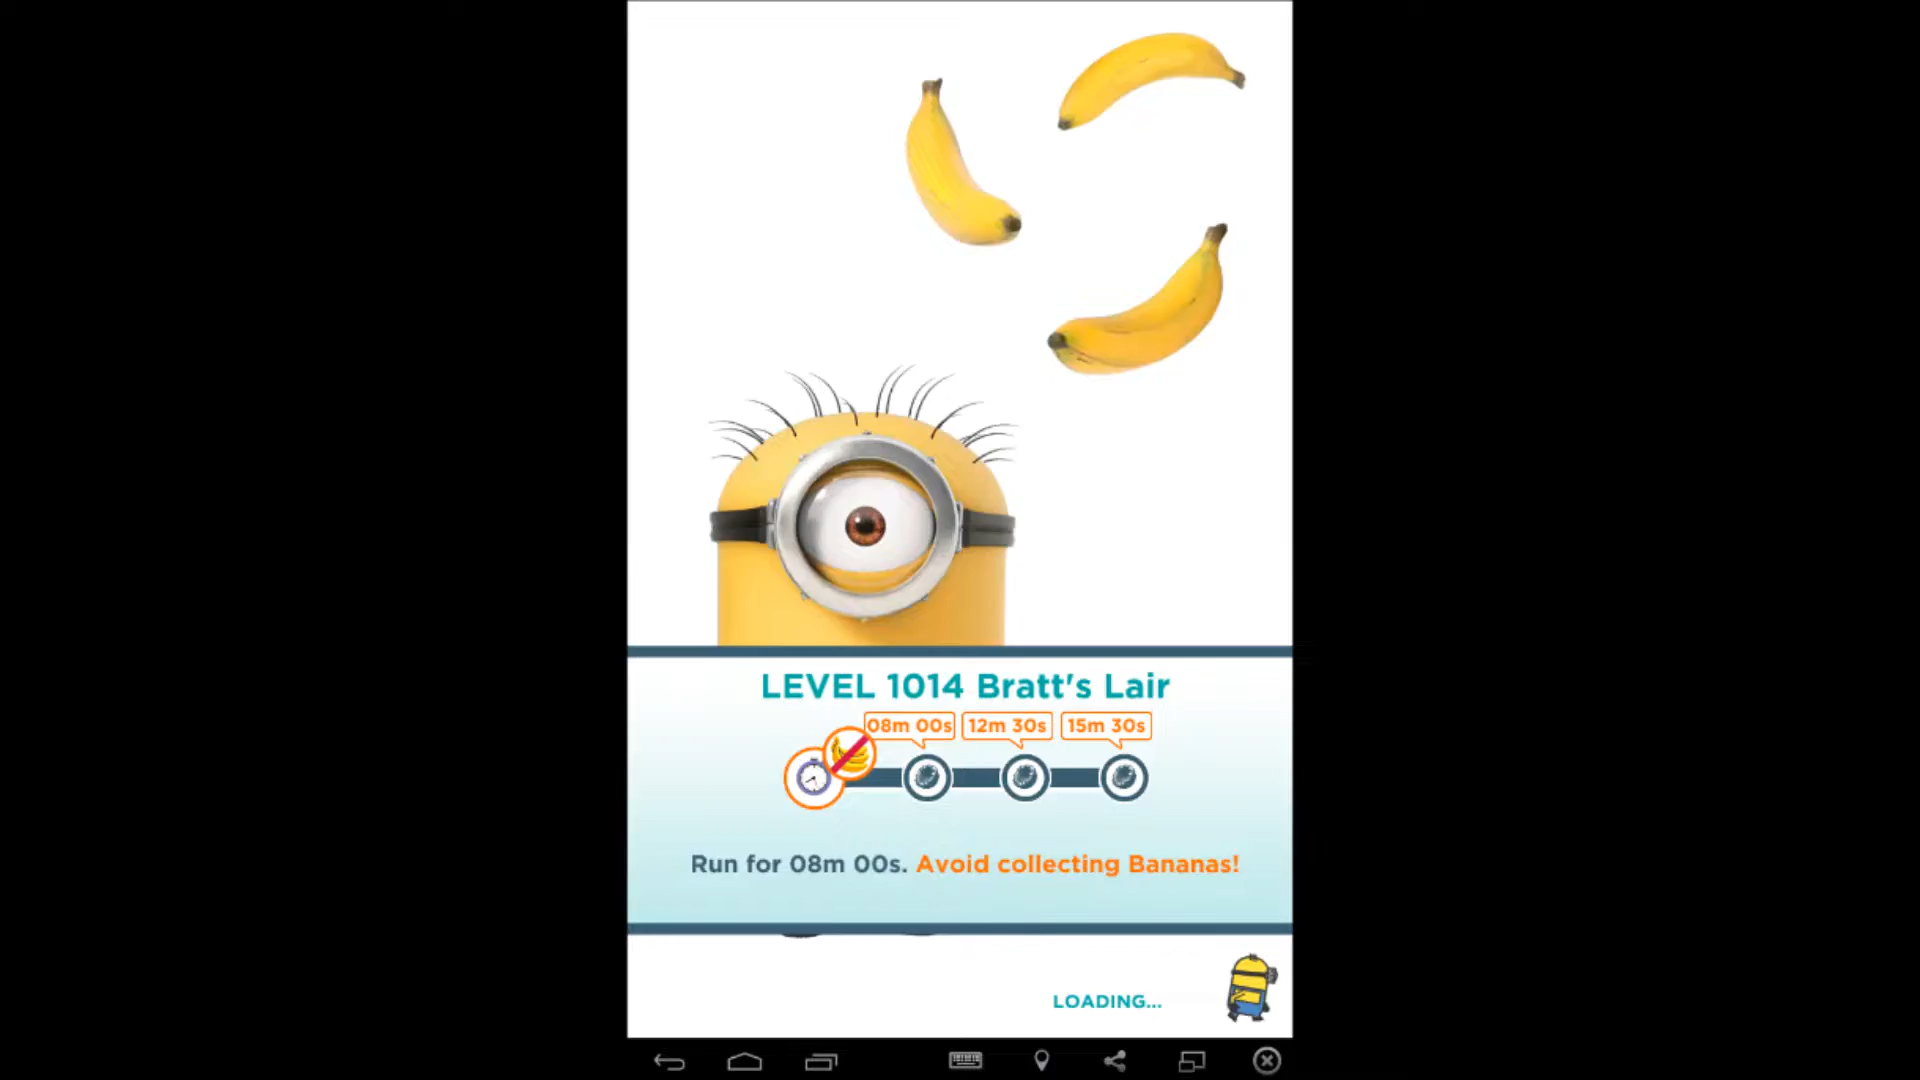 LEVEL 1014 Bratt's Lair
08m 00s 12m 30s 15m 30s
Run for 08m 00s. Avoid collecting Bananas!
LOADING...